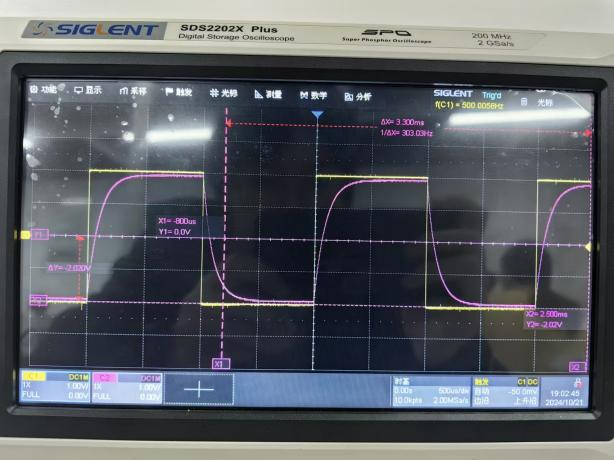 SIGLENT SDS2202X Plus
Digital Storage Oscilloscope
SPO
Super Phosphor Oscilloscope
200 MHz
2 GSa/s
功能 显示 采样 触发 光标 测量 数学 分析
SIGLENT Trig'd
f(C1) = 500.0056Hz
光标
ΔX= 3.300ms
1/ΔX= 303.03Hz
X1= -800us
Y1= 0.0V
Y1
ΔY= -2.020V
Y2
X2= 2.500ms
Y2= -2.02V
X1
X2
C1 DC1M
1X 1.00V/
FULL 0.00V
C2 DC1M
1X 1.00V/
FULL 0.00V
时基
0.00s 500us/div
10.0kpts 2.00MSa/s
触发 C1 DC
自动 -50.0mV
边沿 上升沿
19:02:45
2024/10/21